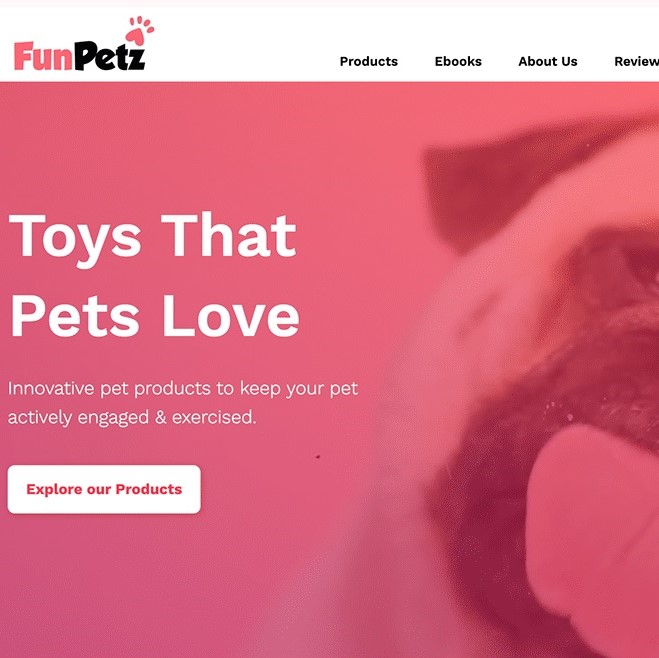 FunPetz
Products Ebooks About Us Review
Toys That
Pets Love
Innovative pet products to keep your pet
actively engaged & exercised.
Explore our Products